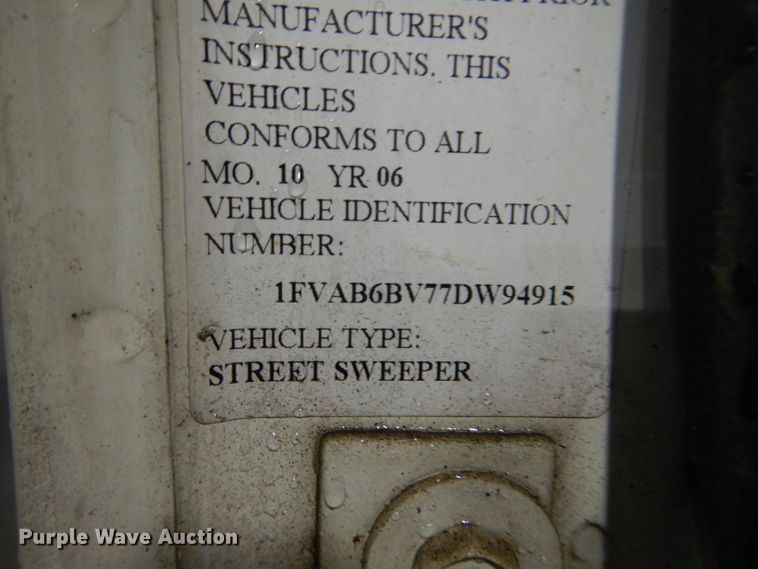 PRIOR
MANUFACTURER'S
INSTRUCTIONS. THIS
VEHICLES
CONFORMS TO ALL
MO. 10 YR 06
VEHICLE IDENTIFICATION
NUMBER:
1FVAB6BV77DW94915
VEHICLE TYPE:
STREET SWEEPER
Purple Wave Auction